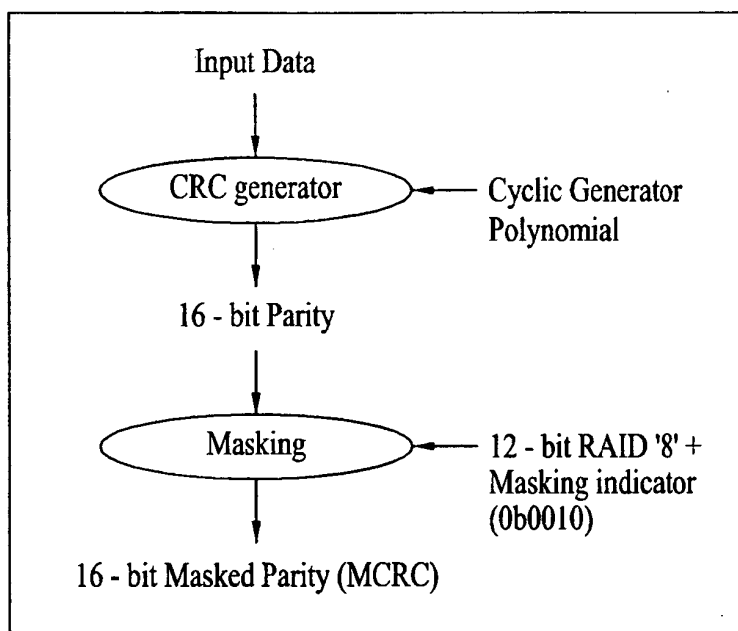 Input Data
CRC generator
Cyclic Generator
Polynomial
16 - bit Parity
Masking
12 - bit RAID '8' +
Masking indicator
(0b0010)
16 - bit Masked Parity (MCRC)